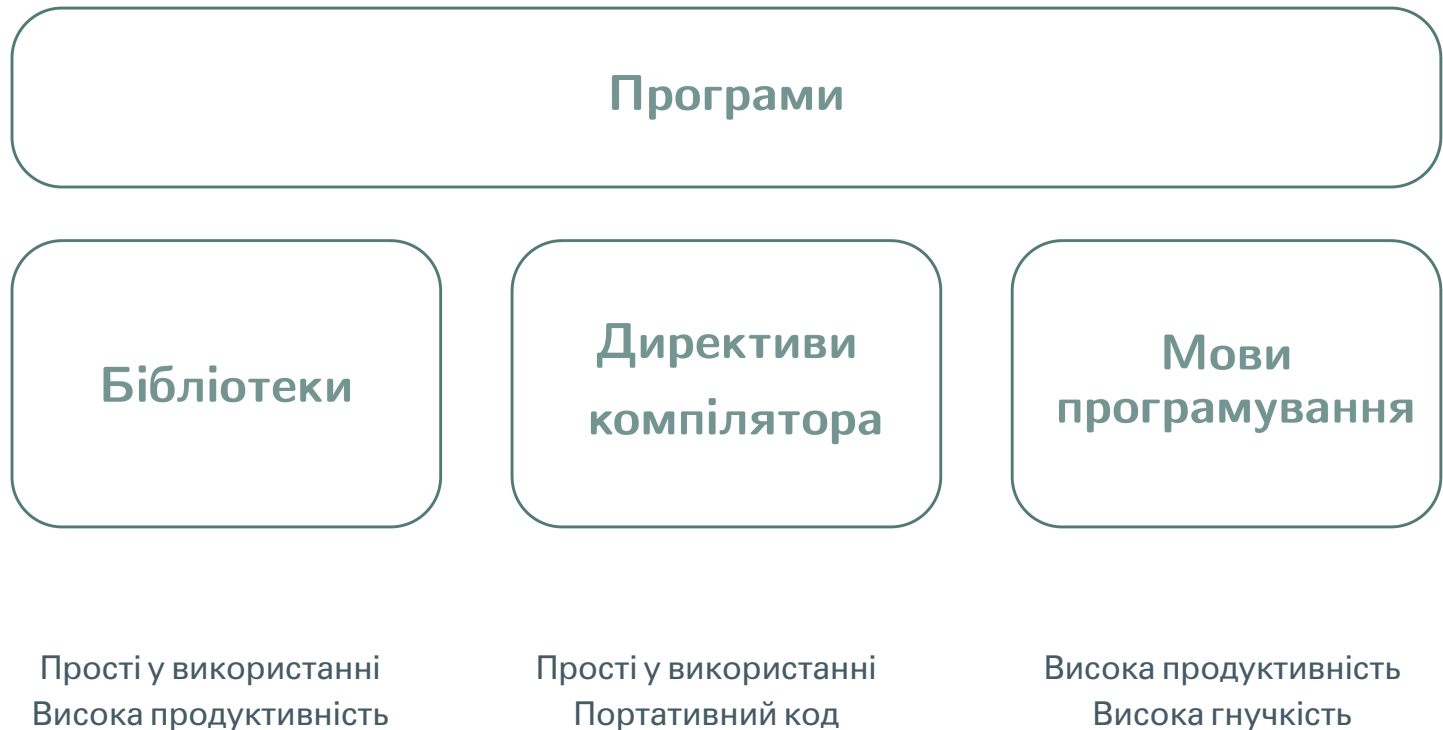 Програми
Бібліотеки
Директиви
компілятора
Мови
програмування
Прості у використанні
Висока продуктивність
Прості у використанні
Портативний код
Висока продуктивність
Висока гнучкість